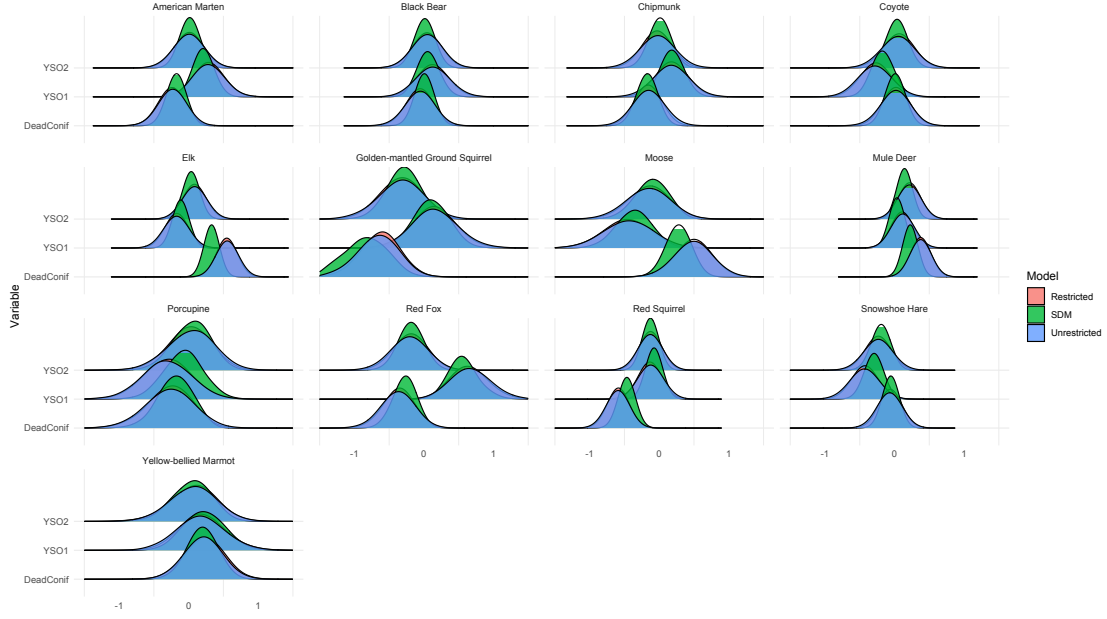 American Marten
Black Bear
Chipmunk
Coyote
YSO2
YSO1
DeadConif
Elk
Golden-mantled Ground Squirrel
Moose
Mule Deer
YSO2
YSO1
DeadConif
Variable
Model
Restricted
SDM
Unrestricted
Porcupine
Red Fox
Red Squirrel
Snowshoe Hare
YSO2
YSO1
DeadConif
-1 0 1
-1 0 1
-1 0 1
Yellow-bellied Marmot
YSO2
YSO1
DeadConif
-1 0 1